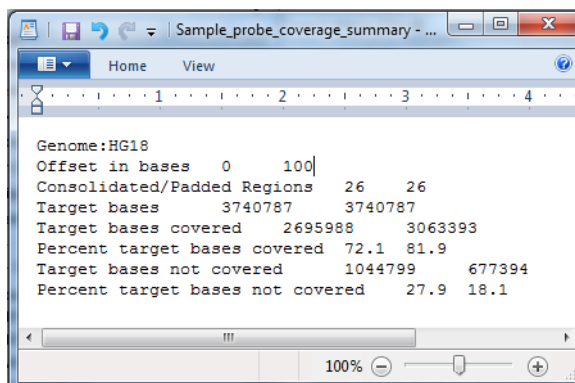 Sample_probe_coverage_summary - ...
Home View
1 2 3 4
Genome:HG18
Offset in bases 0 100
Consolidated/Padded Regions 26 26
Target bases 3740787 3740787
Target bases covered 2695988 3063393
Percent target bases covered 72.1 81.9
Target bases not covered 1044799 677394
Percent target bases not covered 27.9 18.1
100%